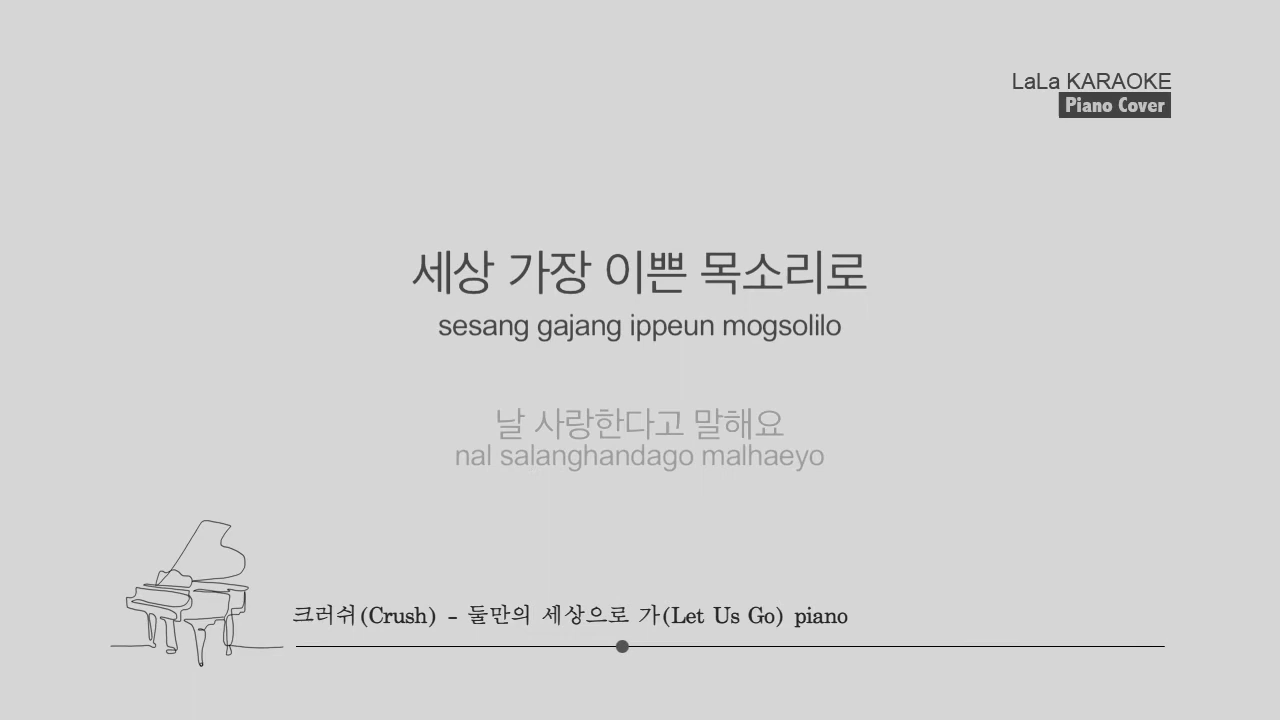 LaLa KARAOKE
Piano Cover
세상 가장 이쁜 목소리로
sesang gajang ippeun mogsolilo
날 사랑한다고 말해요
nal salanghandago malhaeyo
크러쉬(Crush) - 둘만의 세상으로 가(Let Us Go) piano